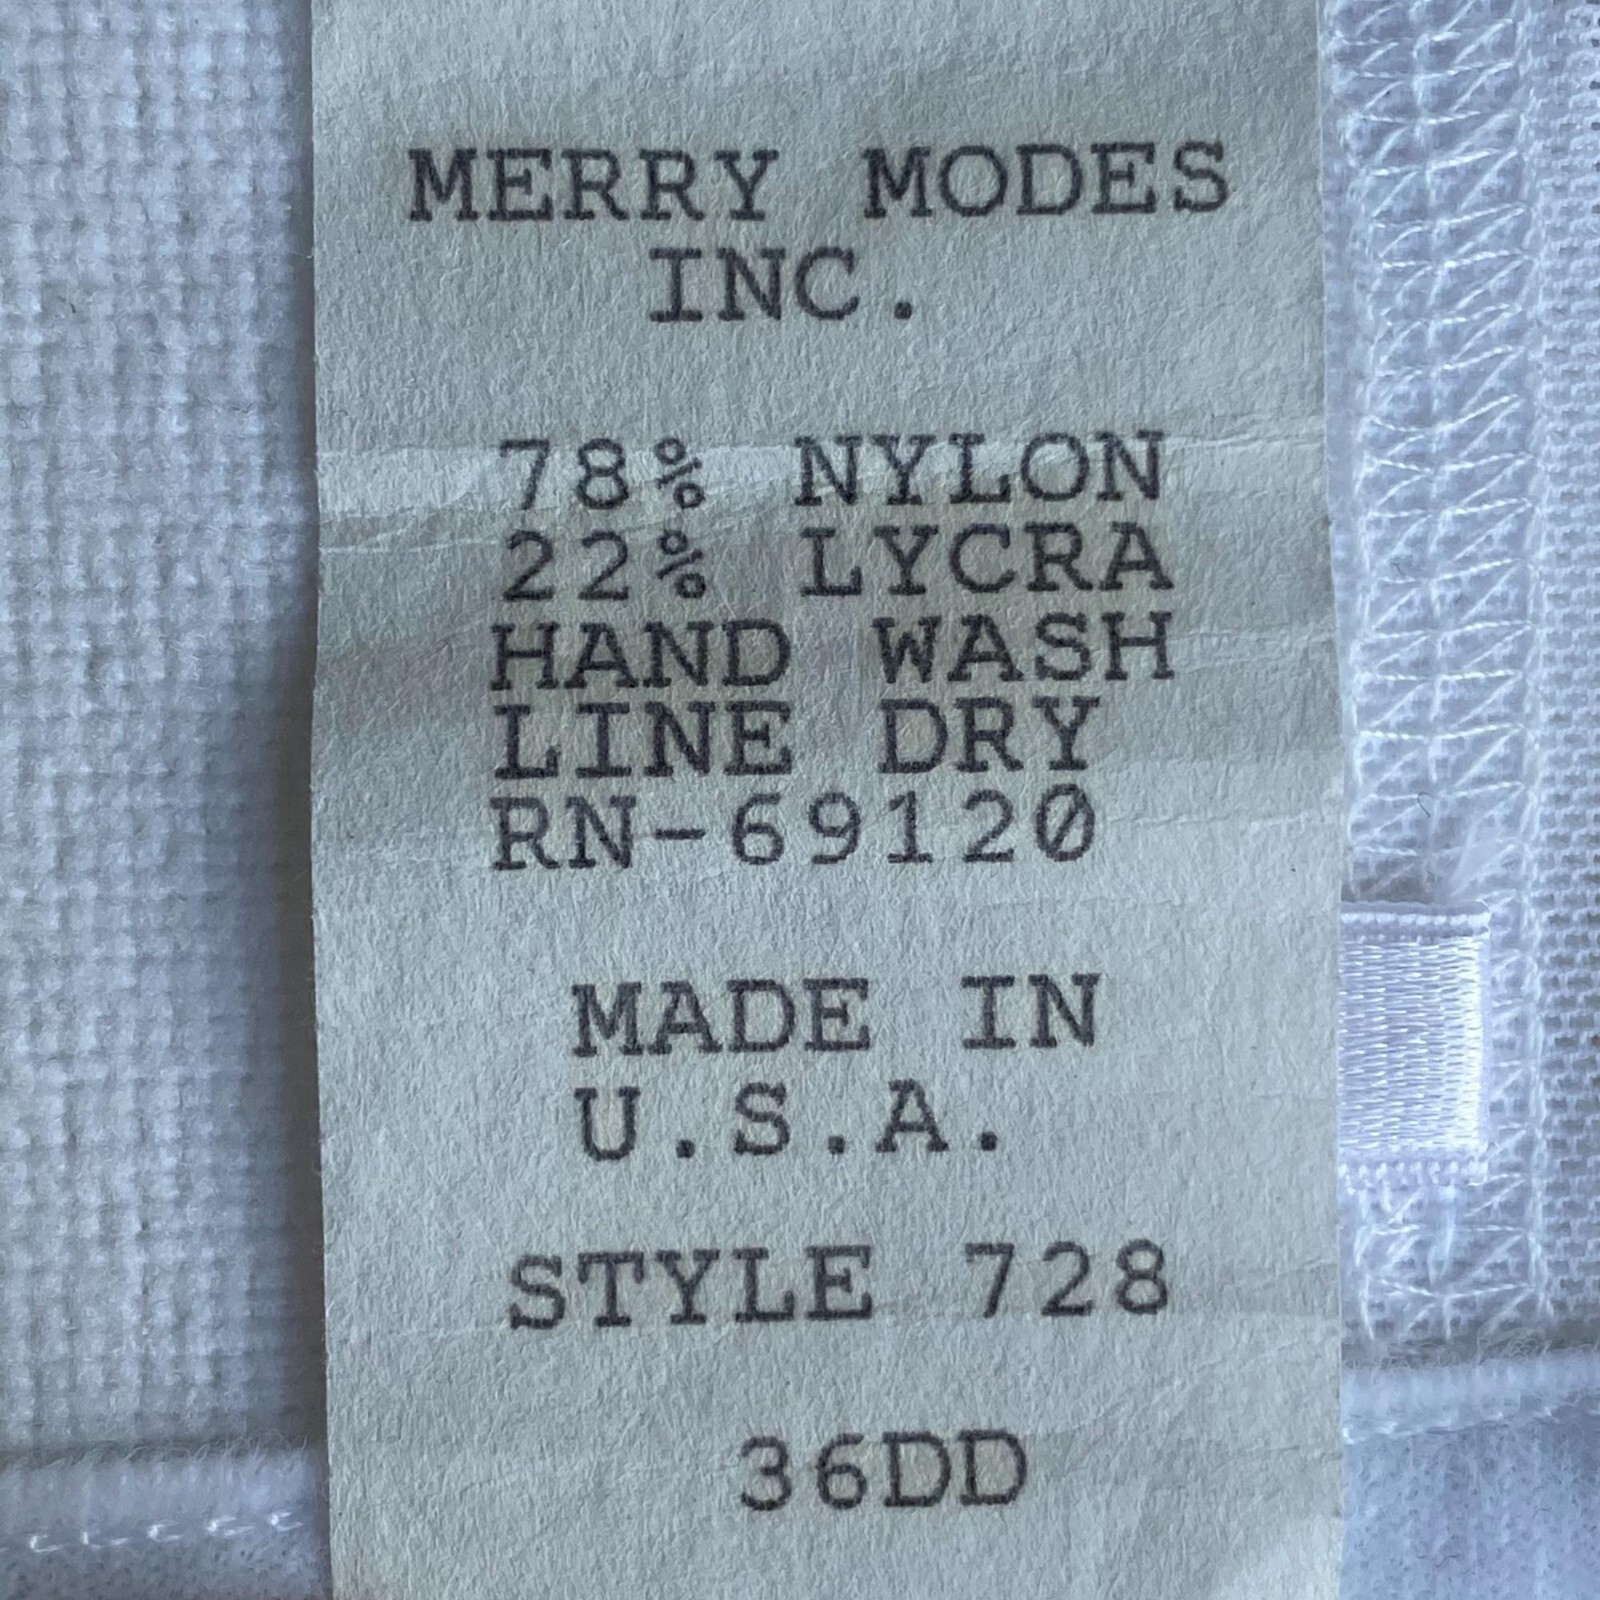 MERRY MODES
INC.
78% NYLON
22% LYCRA
HAND WASH
LINE DRY
RN-69120
MADE IN
U.S.A.
STYLE 728
36DD